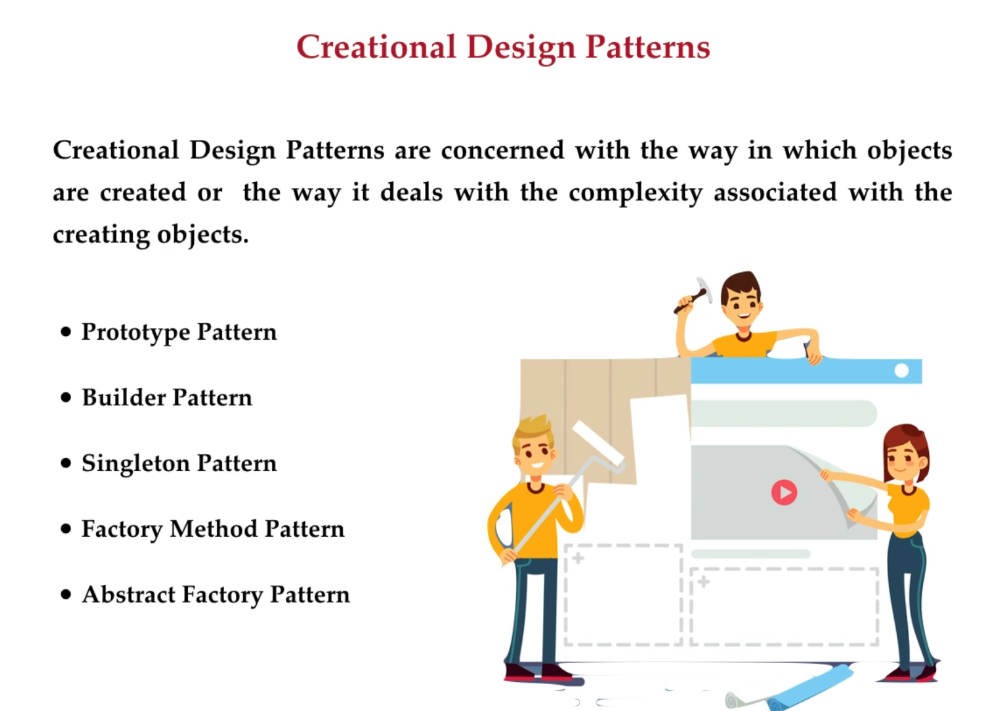 Creational Design Patterns
Creational Design Patterns are concerned with the way in which objects
are created or the way it deals with the complexity associated with the
creating objects.
• Prototype Pattern
• Builder Pattern
• Singleton Pattern
• Factory Method Pattern
• Abstract Factory Pattern